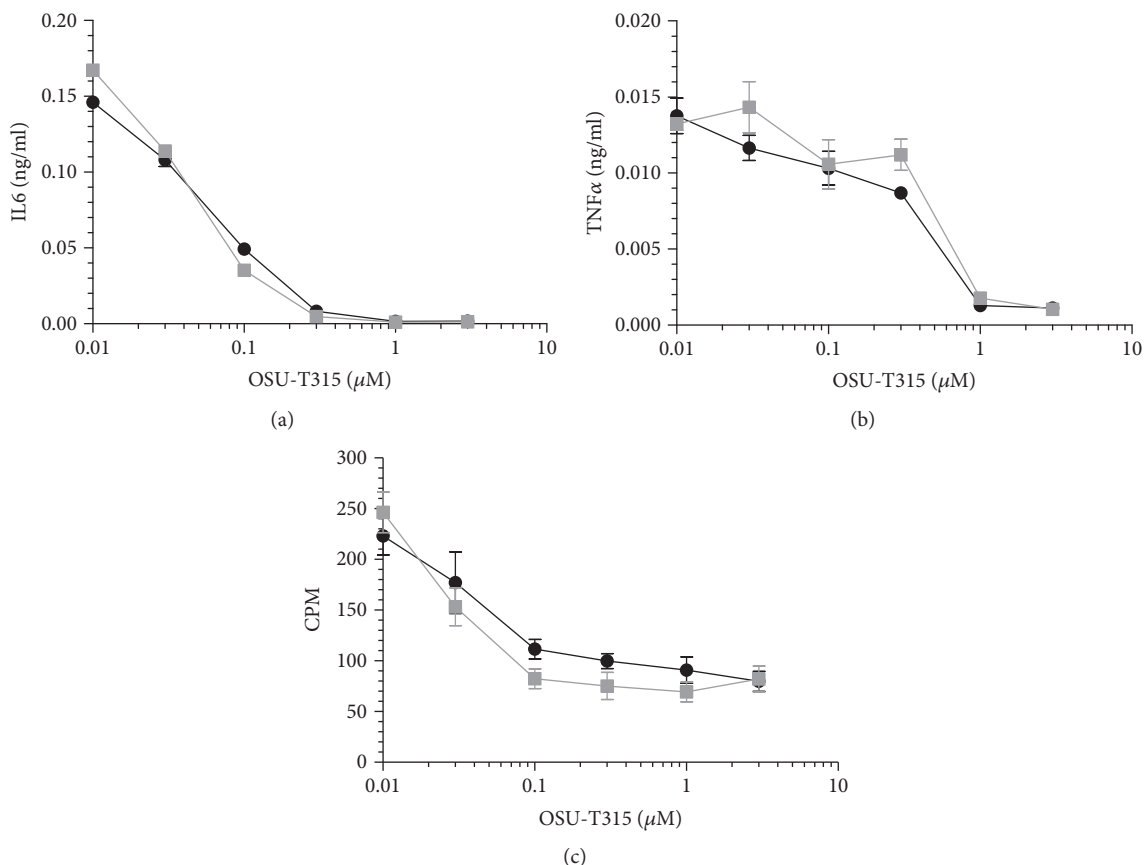 0.20
0.15
0.10
0.05
0.00
IL6 (ng/ml)
0.01 0.1 1 10
OSU-T315 (μM)
(a)
0.020
0.015
0.010
0.005
0.000
TNFα (ng/ml)
0.01 0.1 1 10
OSU-T315 (μM)
(b)
300
250
200
150
100
50
0
CPM
0.01 0.1 1 10
OSU-T315 (μM)
(c)